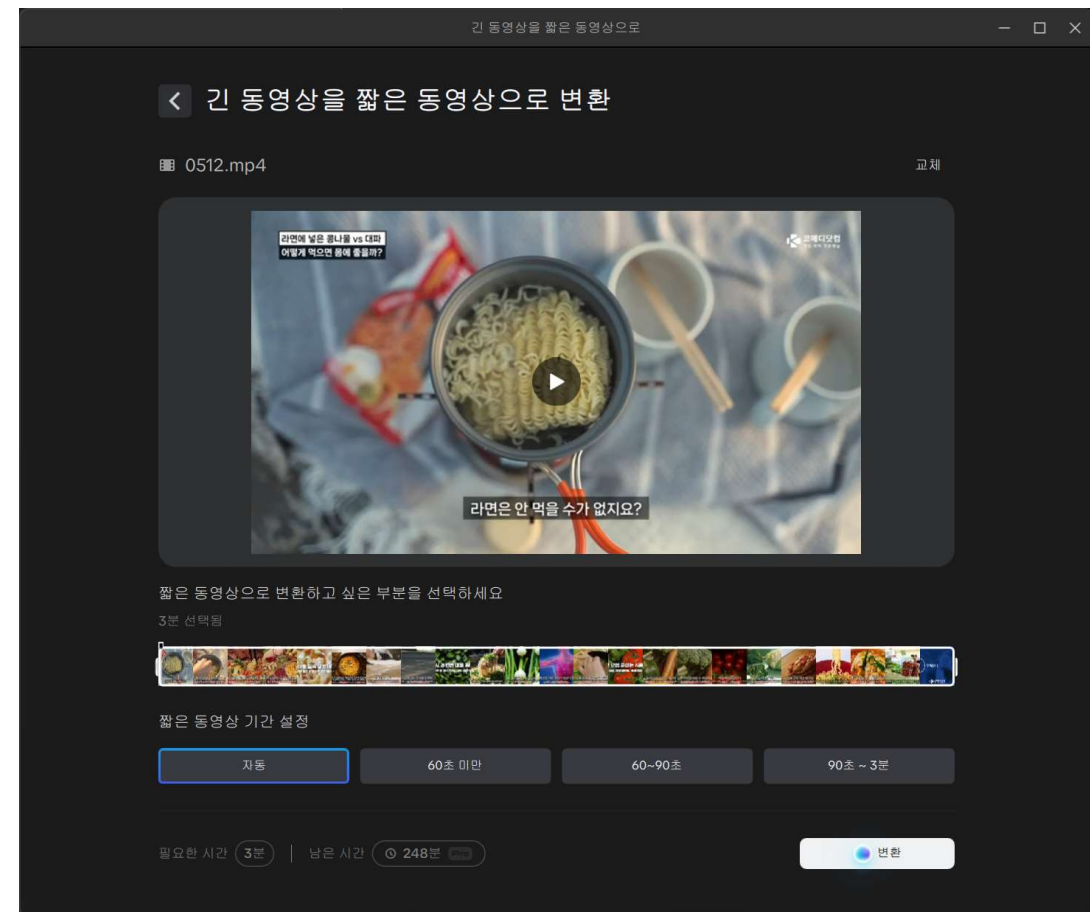 긴 동영상을 짧은 동영상으로
긴 동영상을 짧은 동영상으로 변환
0512.mp4
교체
라면에 넣은 콩나물 vs 대파
어떻게 먹으면 몸에 좋을까?
코메디닷컴
라면은 안 먹을 수가 없지요?
짧은 동영상으로 변환하고 싶은 부분을 선택하세요
3분 선택됨
짧은 동영상 기간 설정
자동
60초 미만
60~90초
90초 ~ 3분
필요한 시간 3분
남은 시간 248분
변환